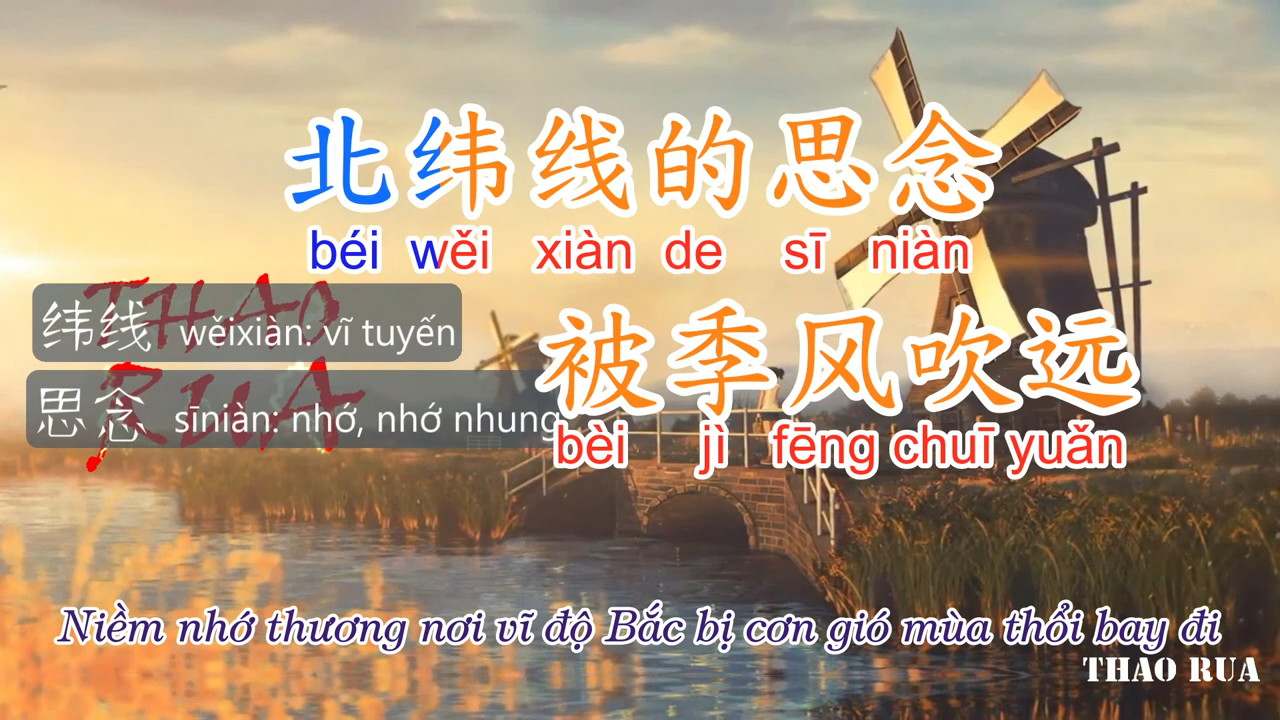 北纬线的思念
béi wěi xiàn de sī niàn
THAO
纬线 wěixiàn: vĩ tuyến
被季风吹远
RUA
思念 sīniàn: nhớ, nhớ nhung
bèi jì fēng chuī yuǎn
Niềm nhớ thương nơi vĩ độ Bắc bị cơn gió mùa thổi bay đi
THAO RUA